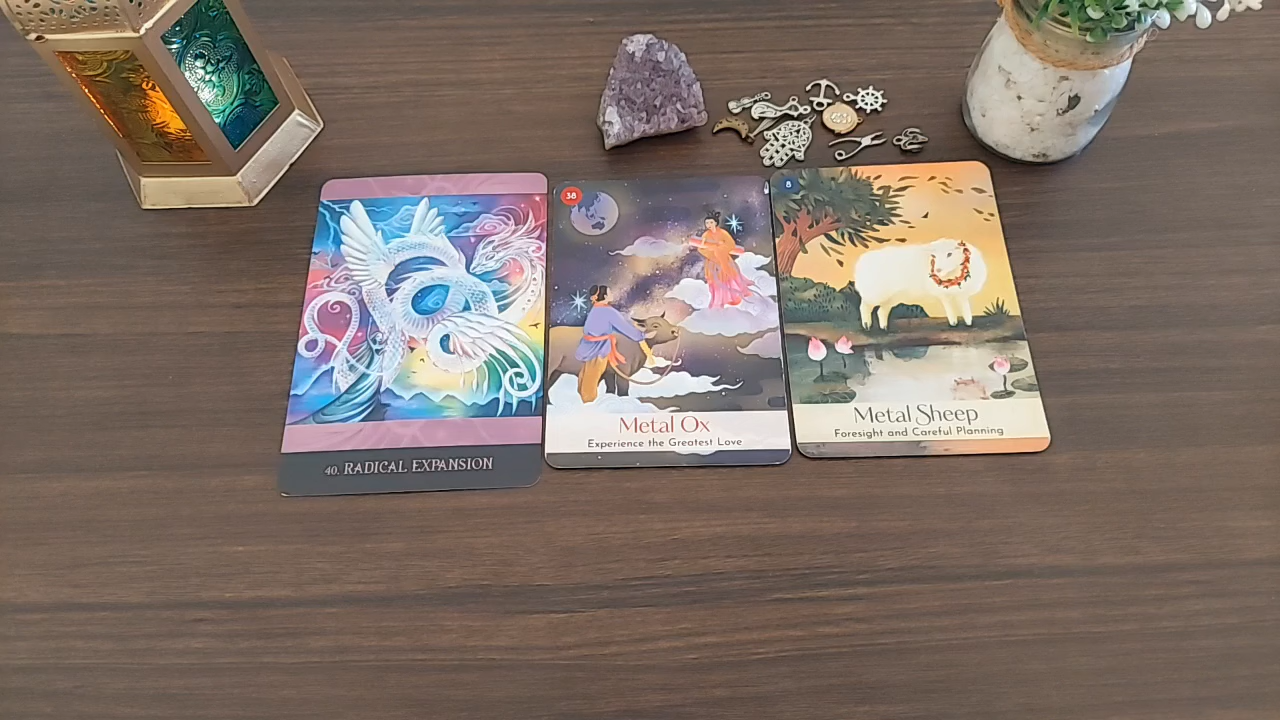 40. RADICAL EXPANSION
38
Metal Ox
Experience the Greatest Love
8
Metal Sheep
Foresight and Careful Planning